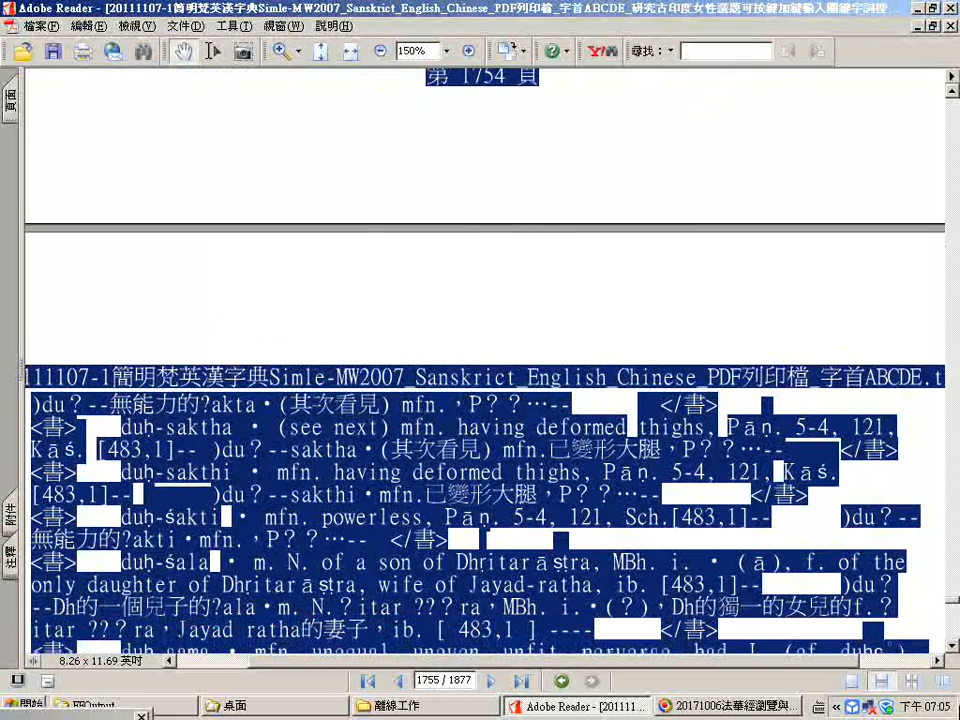 Adobe Reader - [20111107-1簡明梵英漢字典Simle-MW2007_Sanskrict_English_Chinese_PDF列印檔_字首ABCDE_研究古印度女性議題可按鍵加鍵輸入關鍵字詞搜
檔案(F) 編輯(E) 檢視(V) 文件(D) 工具(T) 視窗(W) 說明(H)
150% 尋找:
頁面
第 1754 頁
111107-1簡明梵英漢字典Simle-MW2007_Sanskrict_English_Chinese_PDF列印檔_字首ABCDE.t
)du？--無能力的?akta‧(其次看見) mfn.，P？？…-- </書>
<書> duḥ-saktha ‧ (see next) mfn. having deformed thighs, Pāṇ. 5-4, 121,
Kāś. [483,1]-- )du？--saktha‧(其次看見) mfn.已變形大腿，P？？…-- </書>
<書> duḥ-sakthi ‧ mfn. having deformed thighs, Pāṇ. 5-4, 121, Kāś.
[483,1]-- )du？--sakthi‧mfn.已變形大腿，P？？…-- </書>
<書> duḥ-śakti ‧ mfn. powerless, Pāṇ. 5-4, 121, Sch.[483,1]-- )du？--
無能力的?akti‧mfn.，P？？…-- </書>
<書> duḥ-śala ‧ m. N. of a son of Dhṛitarāṣṭra, MBh. i. ‧ (ā), f. of the
only daughter of Dhṛitarāṣṭra, wife of Jayad-ratha, ib. [483,1]-- )du？
--Dh的一個兒子的?ala‧m. N.？itar ??？ra，MBh. i.‧(？)，Dh的獨一的女兒的f.？
itar ??？ra，Jayad ratha的妻子，ib. [ 483,1 ] ---- </書>
<書> duḥ-sama ‧ mfn. unequal, uneven, unfit, perverse, bad, L.
附件
注釋
8.26 x 11.69 英吋
1755 / 1877
開始 FFOutput 桌面 離線工作 Adobe Reader - [2011... 20171006法華經瀏覽與... 下午 07:05